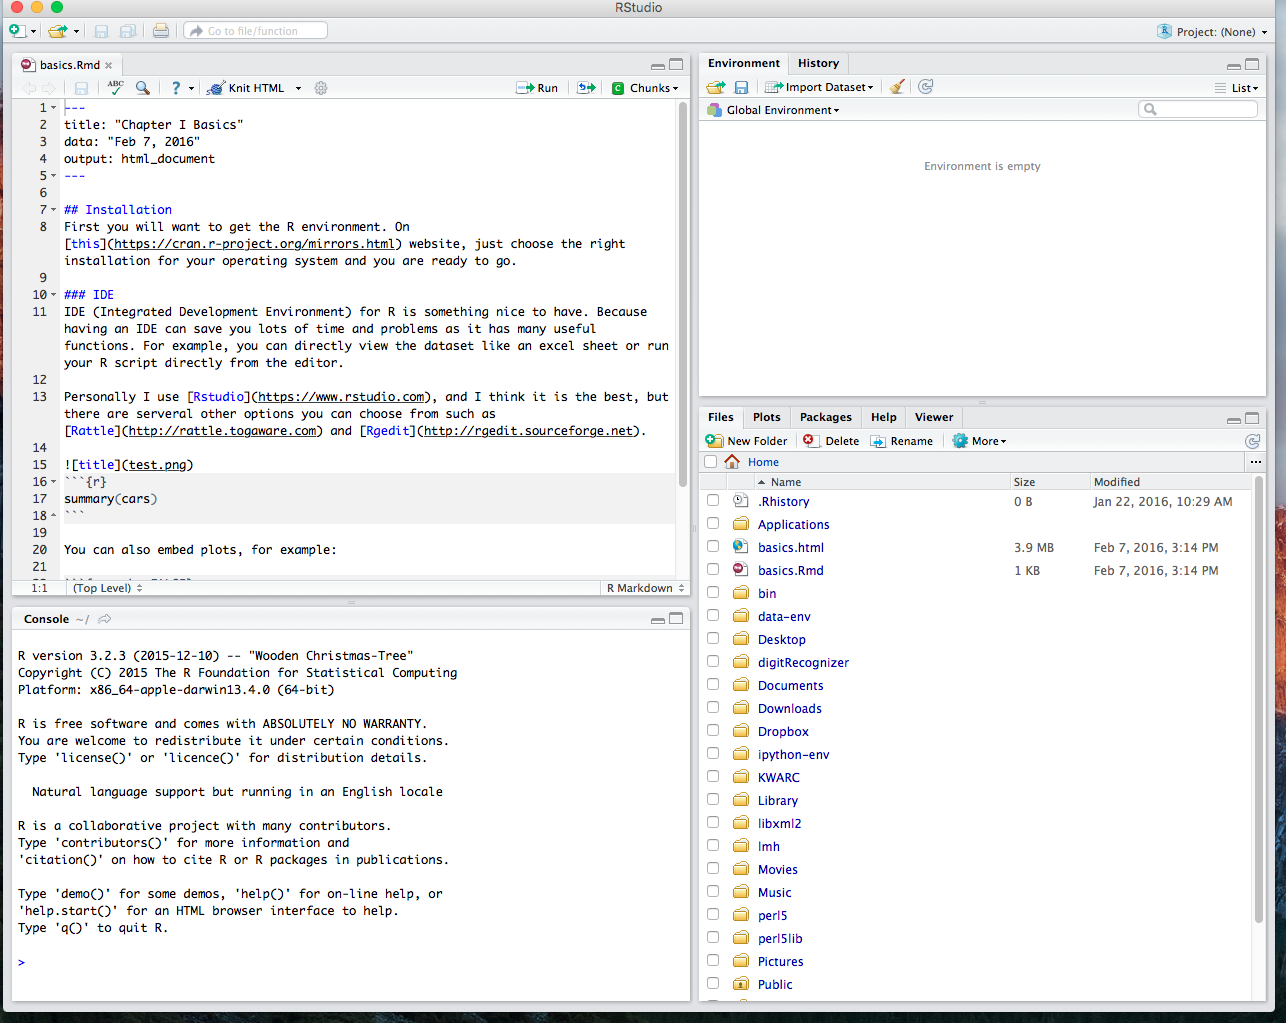 RStudio
Go to file/function
Project: (None)
basics.Rmd
ABC
Knit HTML
Run
Chunks
1 ---
2 title: "Chapter I Basics"
3 data: "Feb 7, 2016"
4 output: html_document
5 ---
6
7 ## Installation
8 First you will want to get the R environment. On
[this](https://cran.r-project.org/mirrors.html) website, just choose the right
installation for your operating system and you are ready to go.
9
10 ### IDE
11 IDE (Integrated Development Environment) for R is something nice to have. Because
having an IDE can save you lots of time and problems as it has many useful
functions. For example, you can directly view the dataset like an excel sheet or run
your R script directly from the editor.
12
13 Personally I use [Rstudio](https://www.rstudio.com), and I think it is the best, but
there are serveral other options you can choose from such as
[Rattle](http://rattle.togaware.com) and [Rgedit](http://rgedit.sourceforge.net).
14
15 ![title](test.png)
16 ```{r}
17 summary(cars)
18 ```
19
20 You can also embed plots, for example:
21
1:1 (Top Level) R Markdown
Console ~/
R version 3.2.3 (2015-12-10) -- "Wooden Christmas-Tree"
Copyright (C) 2015 The R Foundation for Statistical Computing
Platform: x86_64-apple-darwin13.4.0 (64-bit)
R is free software and comes with ABSOLUTELY NO WARRANTY.
You are welcome to redistribute it under certain conditions.
Type 'license()' or 'licence()' for distribution details.
Natural language support but running in an English locale
R is a collaborative project with many contributors.
Type 'contributors()' for more information and
'citation()' on how to cite R or R packages in publications.
Type 'demo()' for some demos, 'help()' for on-line help, or
'help.start()' for an HTML browser interface to help.
Type 'q()' to quit R.
>
Environment History
Import Dataset List
Global Environment
Environment is empty
Files Plots Packages Help Viewer
New Folder Delete Rename More
Home ...
Name Size Modified
.Rhistory 0 B Jan 22, 2016, 10:29 AM
Applications
basics.html 3.9 MB Feb 7, 2016, 3:14 PM
basics.Rmd 1 KB Feb 7, 2016, 3:14 PM
bin
data-env
Desktop
digitRecognizer
Documents
Downloads
Dropbox
ipython-env
KWARC
Library
libxml2
lmh
Movies
Music
perl5
perl5lib
Pictures
Public